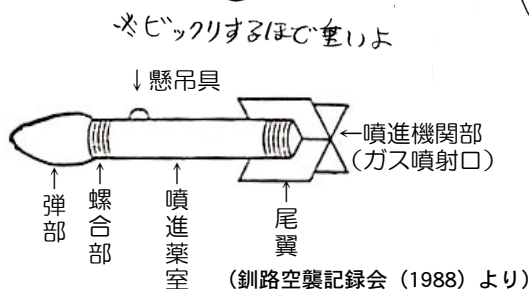 ※ビックリするほど重いよ
↓懸吊具
←噴進機関部
(ガス噴射口)
↑弾部
↑螺合部
↑噴進薬室
↑尾翼
(釧路空襲記録会(1988)より)